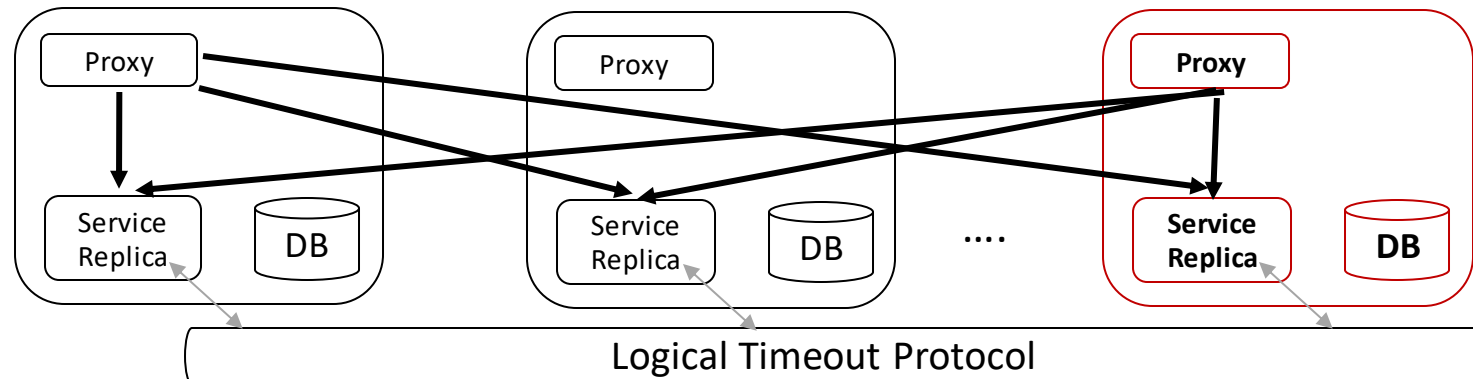 Proxy
Proxy
Proxy
Service
Replica
DB
Service
Replica
DB
....
Service
Replica
DB
Logical Timeout Protocol